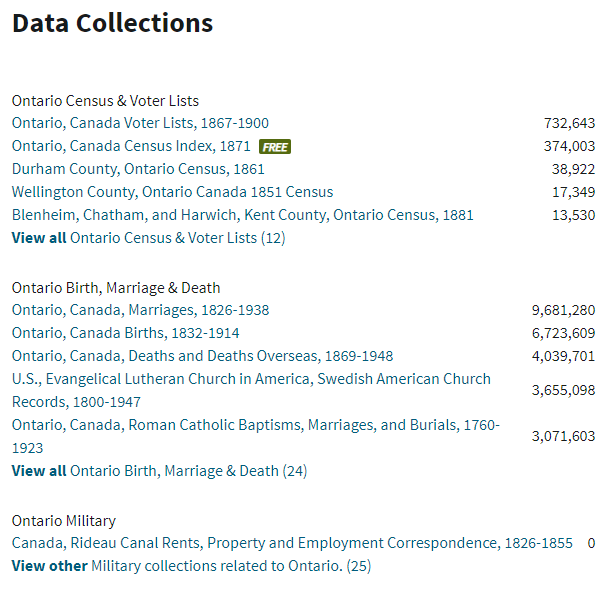 Data Collections
Ontario Census & Voter Lists
Ontario, Canada Voter Lists, 1867-1900 732,643
Ontario, Canada Census Index, 1871 FREE 374,003
Durham County, Ontario Census, 1861 38,922
Wellington County, Ontario Canada 1851 Census 17,349
Blenheim, Chatham, and Harwich, Kent County, Ontario Census, 1881 13,530
View all Ontario Census & Voter Lists (12)
Ontario Birth, Marriage & Death
Ontario, Canada, Marriages, 1826-1938 9,681,280
Ontario, Canada Births, 1832-1914 6,723,609
Ontario, Canada, Deaths and Deaths Overseas, 1869-1948 4,039,701
U.S., Evangelical Lutheran Church in America, Swedish American Church
Records, 1800-1947 3,655,098
Ontario, Canada, Roman Catholic Baptisms, Marriages, and Burials, 1760-
1923 3,071,603
View all Ontario Birth, Marriage & Death (24)
Ontario Military
Canada, Rideau Canal Rents, Property and Employment Correspondence, 1826-1855 0
View other Military collections related to Ontario. (25)